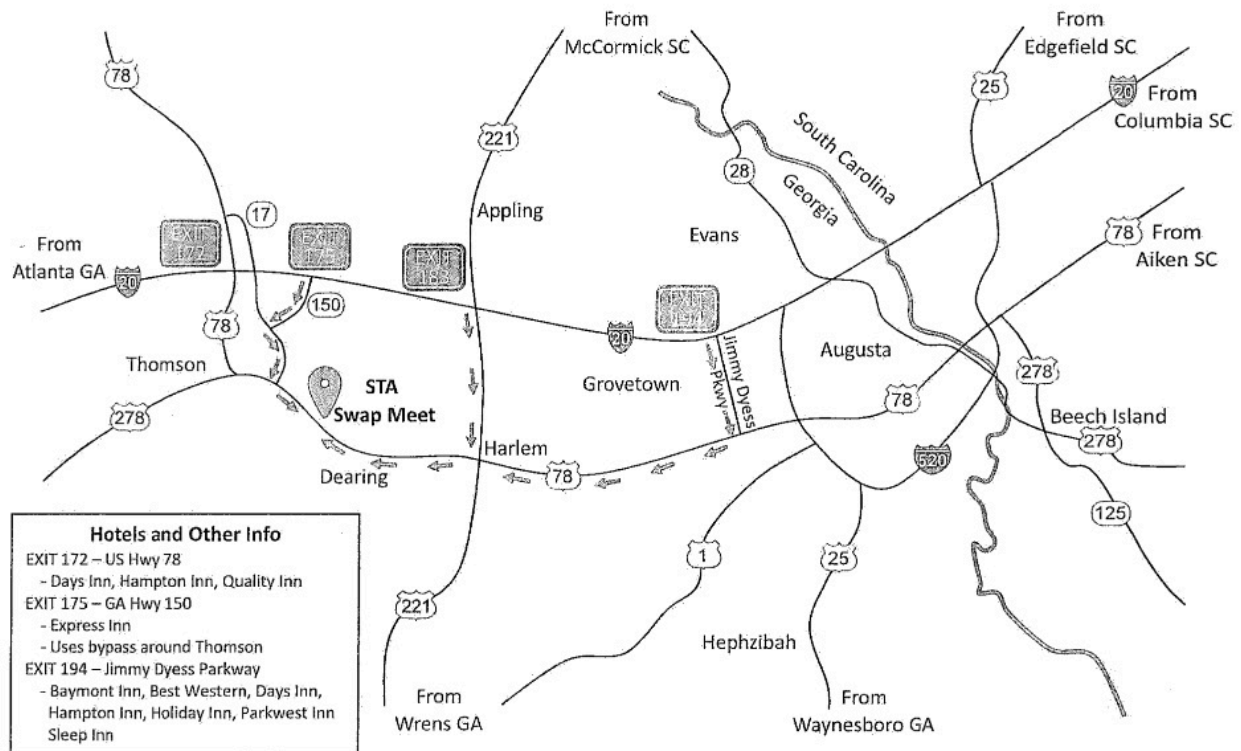 From
McCormick SC
From
Edgefield SC
78
221
28
25
20
From
Columbia SC
South Carolina
Georgia
17
Appling
Evans
78
From
Aiken SC
From
Atlanta GA
20
EXIT
172
EXIT
175
EXIT
183
EXIT
194
150
78
20
Jimmy Dyess
Pkwy
Augusta
Thomson
STA
Swap Meet
Grovetown
78
278
278
Beech Island
278
Harlem
Dearing
78
520
125
1
25
221
Hephzibah
From
Wrens GA
From
Waynesboro GA
Hotels and Other Info
EXIT 172 – US Hwy 78
- Days Inn, Hampton Inn, Quality Inn
EXIT 175 – GA Hwy 150
- Express Inn
- Uses bypass around Thomson
EXIT 194 – Jimmy Dyess Parkway
- Baymont Inn, Best Western, Days Inn,
Hampton Inn, Holiday Inn, Parkwest Inn
Sleep Inn